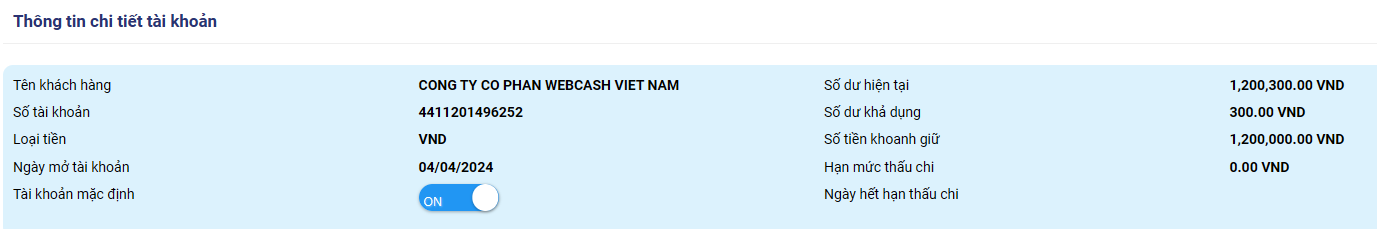 Thông tin chi tiết tài khoản
Tên khách hàng CONG TY CO PHAN WEBCASH VIET NAM Số dư hiện tại 1,200,300.00 VND
Số tài khoản 4411201496252 Số dư khả dụng 300.00 VND
Loại tiền VND Số tiền khoanh giữ 1,200,000.00 VND
Ngày mở tài khoản 04/04/2024 Hạn mức thấu chi 0.00 VND
Tài khoản mặc định ON Ngày hết hạn thấu chi